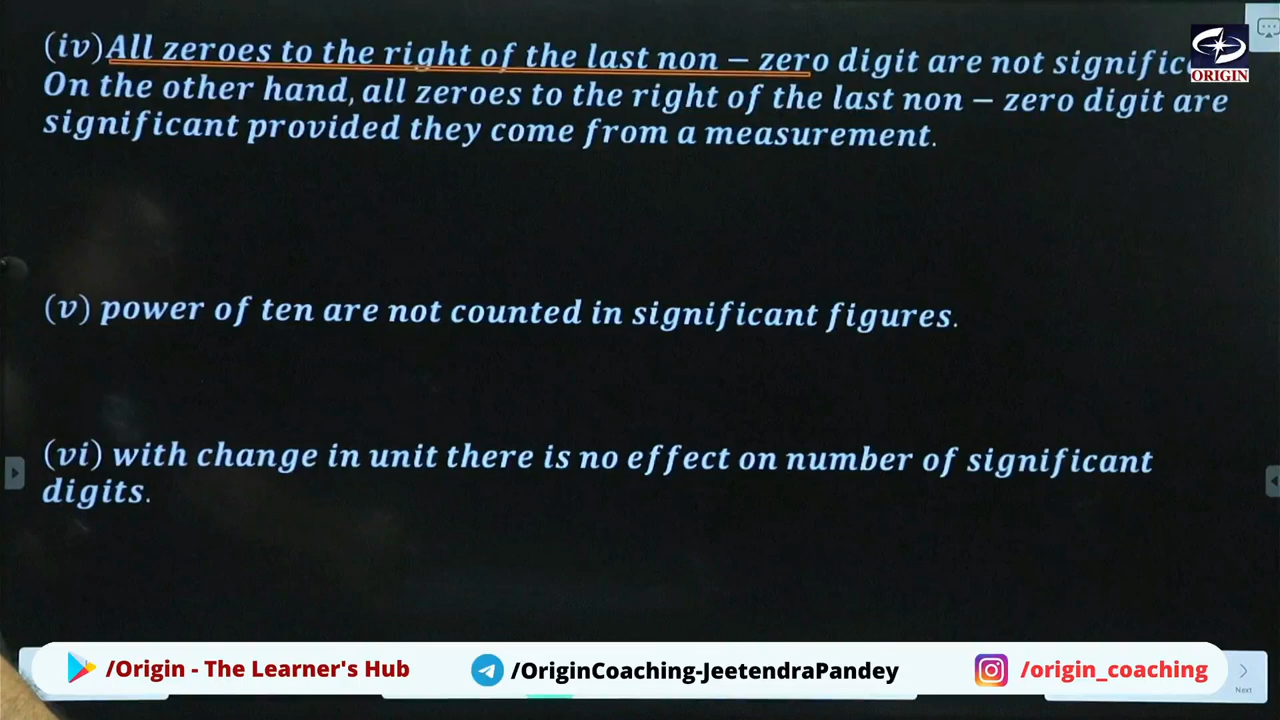 (iv)All zeroes to the right of the last non – zero digit are not signific
ORIGIN
On the other hand, all zeroes to the right of the last non – zero digit are
significant provided they come from a measurement.
(v) power of ten are not counted in significant figures.
(vi) with change in unit there is no effect on number of significant
digits.
/Origin - The Learner's Hub
/OriginCoaching-JeetendraPandey
/origin_coaching
Next